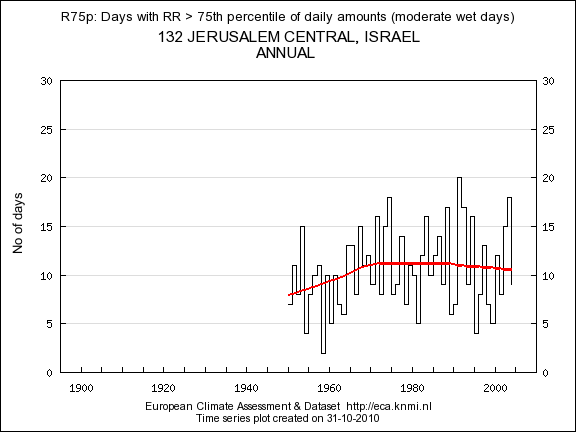 R75p: Days with RR > 75th percentile of daily amounts (moderate wet days)
132 JERUSALEM CENTRAL, ISRAEL
ANNUAL
30 30
25 25
20 20
15 15
10 10
5 5
0 0
No of days
1900 1920 1940 1960 1980 2000
European Climate Assessment & Dataset http://eca.knmi.nl
Time series plot created on 31-10-2010